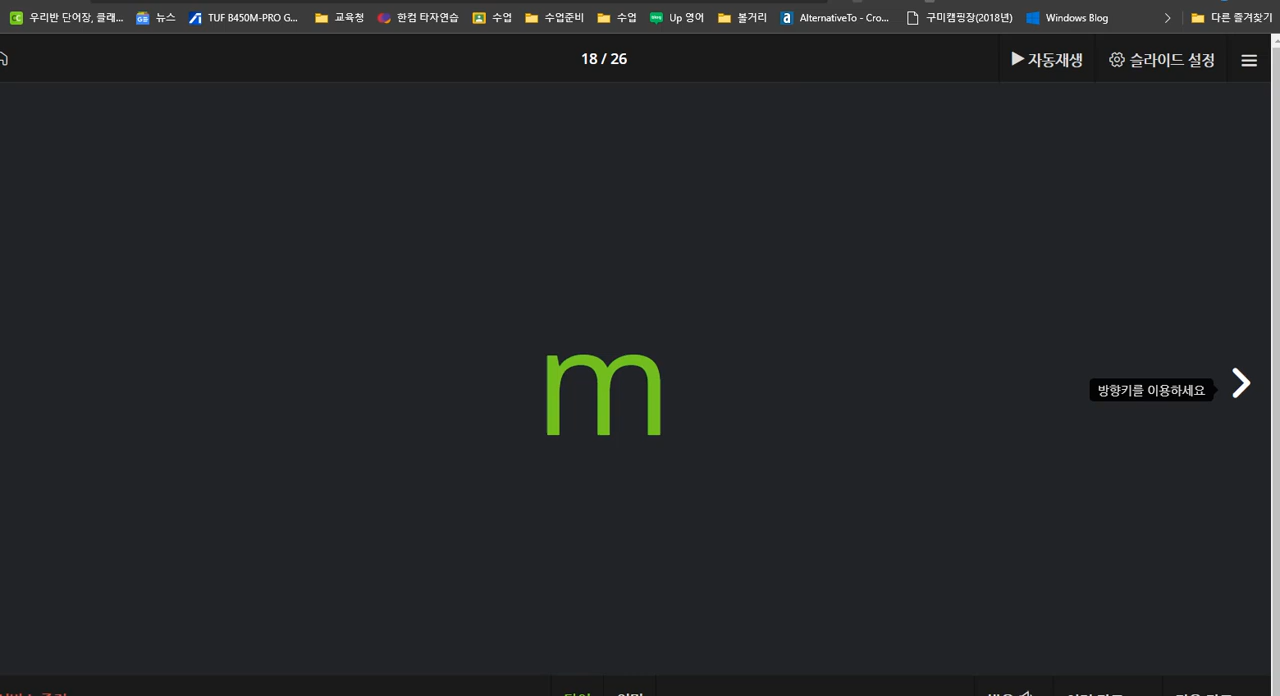 우리반 단어장, 클래... 뉴스 TUF B450M-PRO G... 교육청 한컴 타자연습 수업 수업준비 수업 Up 영어 볼거리 AlternativeTo - Cro... 구미캠핑장(2018년) Windows Blog 다른 즐겨찾기
18 / 26 자동재생 슬라이드 설정
m
방향키를 이용하세요